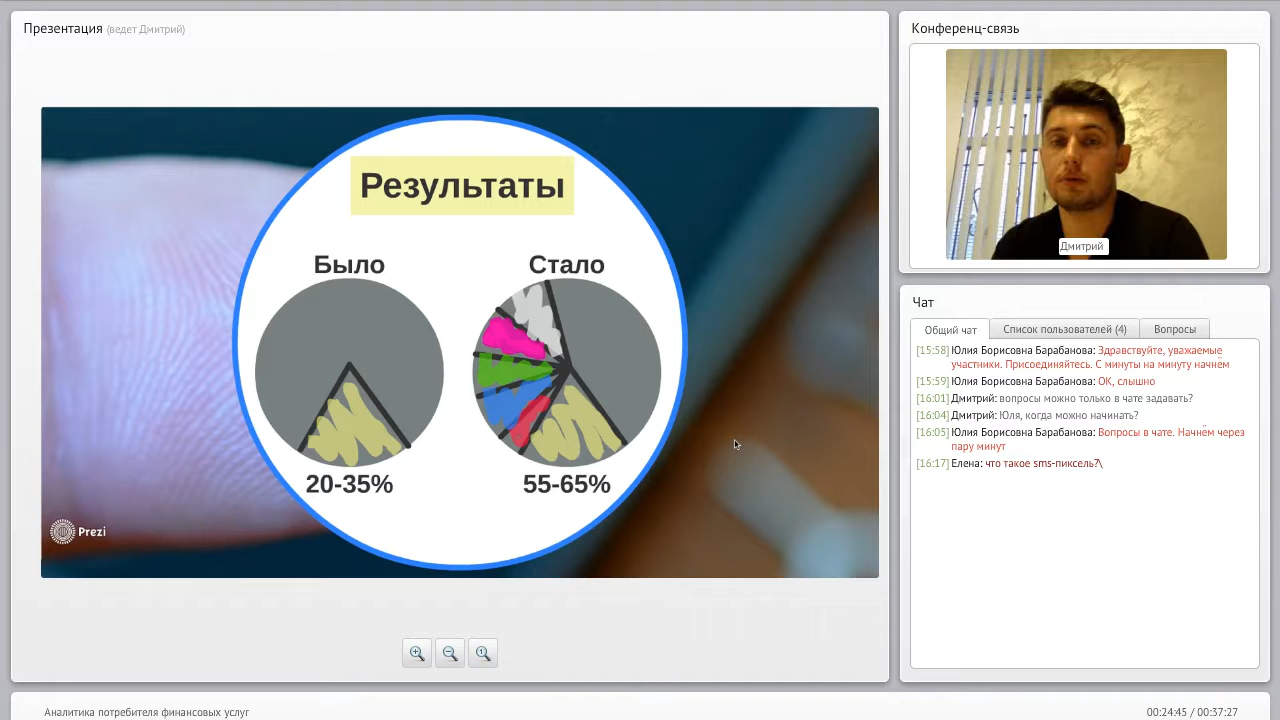 Презентация (ведет Дмитрий)
Результаты
Было
Стало
20-35%
55-65%
Prezi
Конференц-связь
Дмитрий
Чат
Общий чат
Список пользователей (4)
Вопросы
[15:58] Юлия Борисовна Барабанова: Здравствуйте, уважаемые
участники. Присоединяйтесь. С минуты на минуту начнём
[15:59] Юлия Борисовна Барабанова: ОК, слышно
[16:01] Дмитрий: вопросы можно только в чате задавать?
[16:04] Дмитрий: Юля, когда можно начинать?
[16:05] Юлия Борисовна Барабанова: Вопросы в чате. Начнём через
пару минут
[16:17] Елена: что такое sms-пиксель?\
Аналитика потребителя финансовых услуг
00:24:45 / 00:37:27